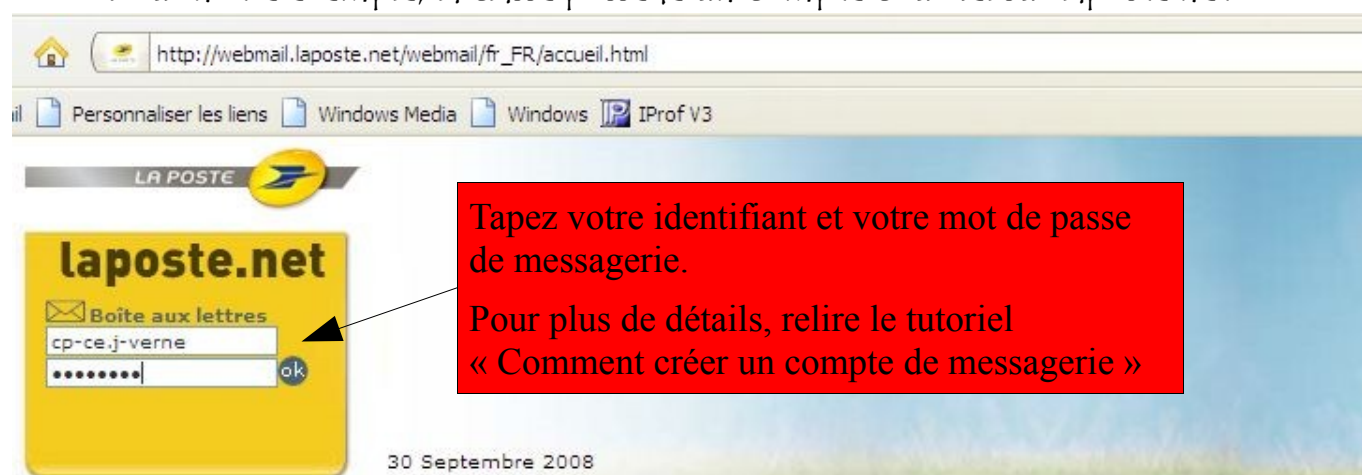 http://webmail.laposte.net/webmail/fr_FR/accueil.html
il Personnaliser les liens Windows Media Windows IProf V3
LA POSTE
laposte.net
Boîte aux lettres
cp-ce.j-verne
••••••••
ok
Tapez votre identifiant et votre mot de passe
de messagerie.
Pour plus de détails, relire le tutoriel
« Comment créer un compte de messagerie »
30 Septembre 2008